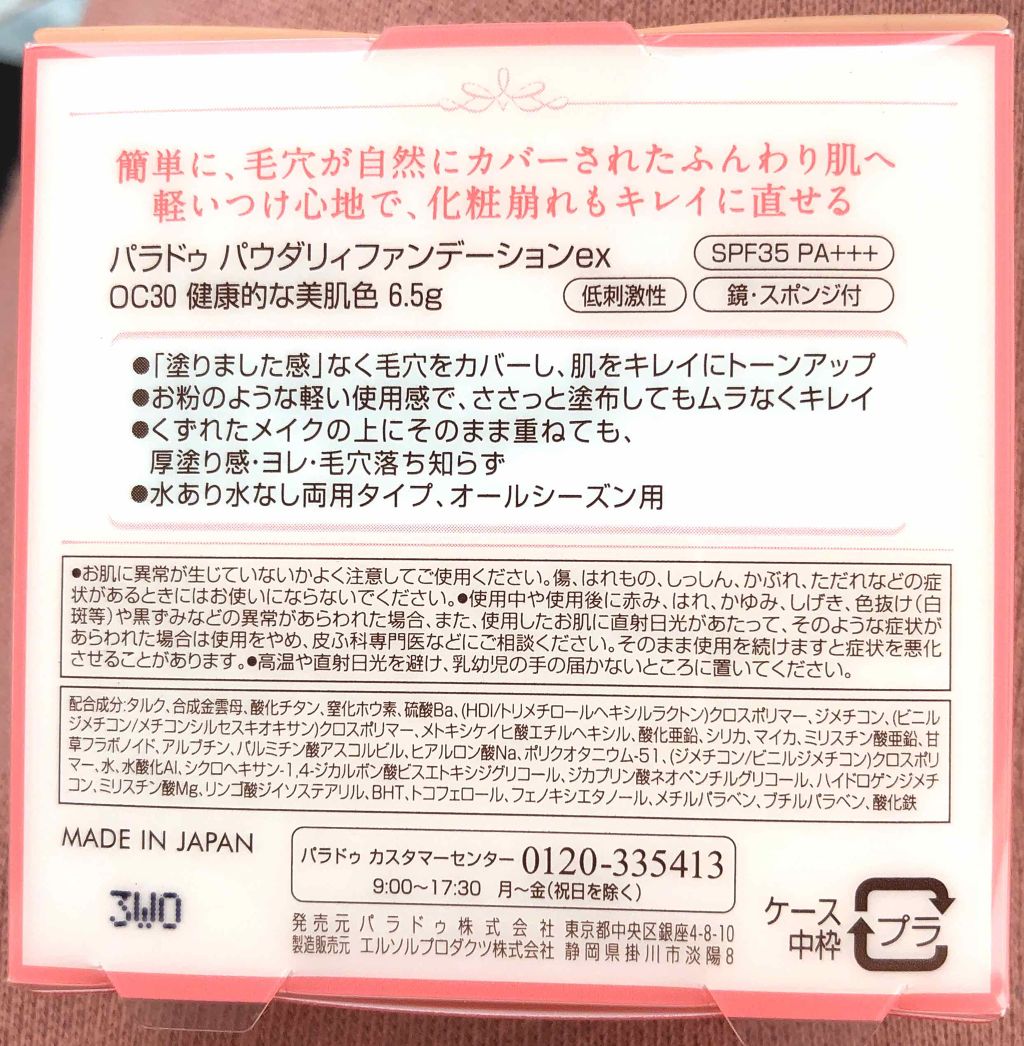 簡単に、毛穴が自然にカバーされたふんわり肌へ
軽いつけ心地で、化粧崩れもキレイに直せる
パラドゥ パウダリィファンデーションex
SPF35 PA+++
OC30 健康的な美肌色 6.5g
低刺激性
鏡・スポンジ付
●「塗りました感」なく毛穴をカバーし、肌をキレイにトーンアップ
●お粉のような軽い使用感で、ささっと塗布してもムラなくキレイ
●くずれたメイクの上にそのまま重ねても、
厚塗り感・ヨレ・毛穴落ち知らず
●水あり水なし両用タイプ、オールシーズン用
●お肌に異常が生じていないかよく注意してご使用ください。傷、はれもの、しっしん、かぶれ、ただれなどの症
状があるときにはお使いにならないでください。●使用中や使用後に赤み、はれ、かゆみ、しげき、色抜け(白
斑等)や黒ずみなどの異常があらわれた場合、また、使用したお肌に直射日光があたって、そのような症状が
あらわれた場合は使用をやめ、皮ふ科専門医などにご相談ください。そのまま使用を続けますと症状を悪化
させることがあります。●高温や直射日光を避け、乳幼児の手の届かないところに置いてください。
配合成分:タルク、合成金雲母、酸化チタン、窒化ホウ素、硫酸Ba、(HDI/トリメチロールヘキシルラクトン)クロスポリマー、ジメチコン、(ビニル
ジメチコン/メチコンシルセスキオキサン)クロスポリマー、メトキシケイヒ酸エチルヘキシル、酸化亜鉛、シリカ、マイカ、ミリスチン酸亜鉛、甘
草フラボノイド、アルブチン、パルミチン酸アスコルビル、ヒアルロン酸Na、ポリクオタニウム-51、(ジメチコン/ビニルジメチコン)クロスポリ
マー、水、水酸化Al、シクロヘキサン-1,4-ジカルボン酸ビスエトキシジグリコール、ジカプリン酸ネオペンチルグリコール、ハイドロゲンジメチ
コン、ミリスチン酸Mg、リンゴ酸ジイソステアリル、BHT、トコフェロール、フェノキシエタノール、メチルパラベン、ブチルパラベン、酸化鉄
MADE IN JAPAN
パラドゥ カスタマーセンター 0120-335413
9:00〜17:30 月〜金(祝日を除く)
3W0
発売元 パラドゥ株式会社 東京都中央区銀座4-8-10
製造販売元 エルソルプロダクツ株式会社 静岡県掛川市淡陽8
ケース
中枠
プラ